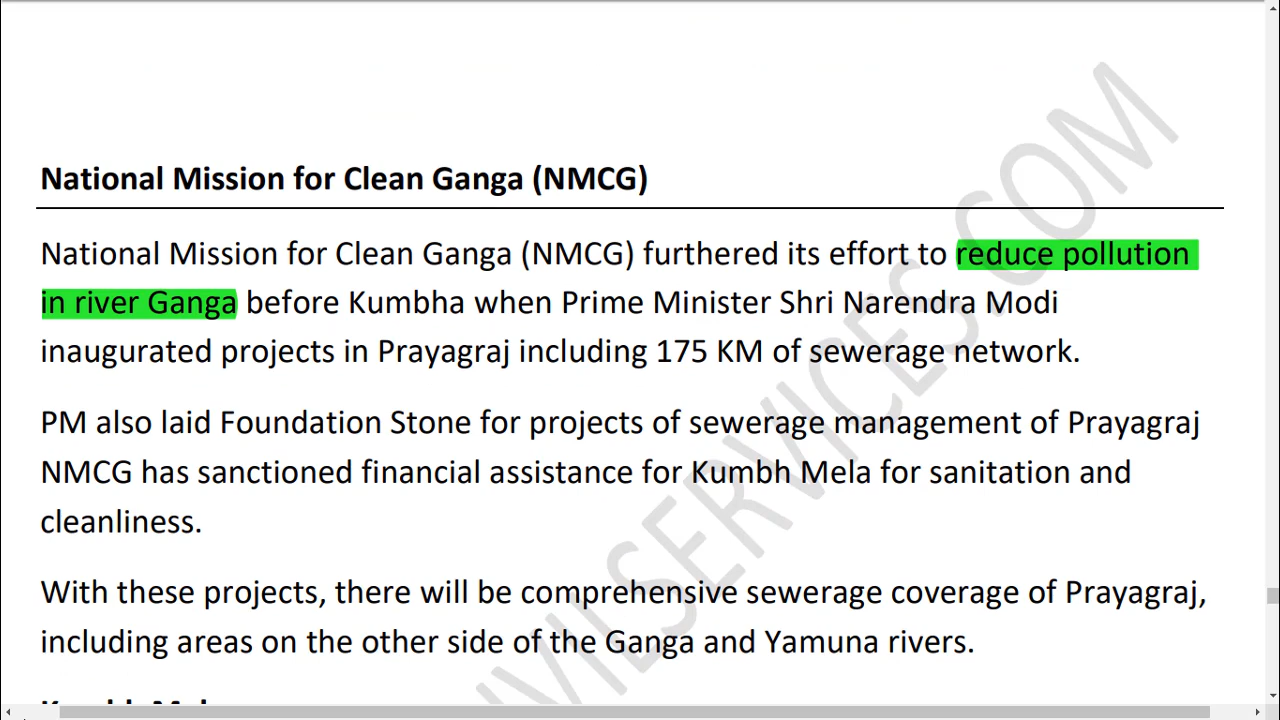 National Mission for Clean Ganga (NMCG)
National Mission for Clean Ganga (NMCG) furthered its effort to reduce pollution
in river Ganga before Kumbha when Prime Minister Shri Narendra Modi
inaugurated projects in Prayagraj including 175 KM of sewerage network.
PM also laid Foundation Stone for projects of sewerage management of Prayagraj
NMCG has sanctioned financial assistance for Kumbh Mela for sanitation and
cleanliness.
With these projects, there will be comprehensive sewerage coverage of Prayagraj,
including areas on the other side of the Ganga and Yamuna rivers.
VILSERVICES.COM